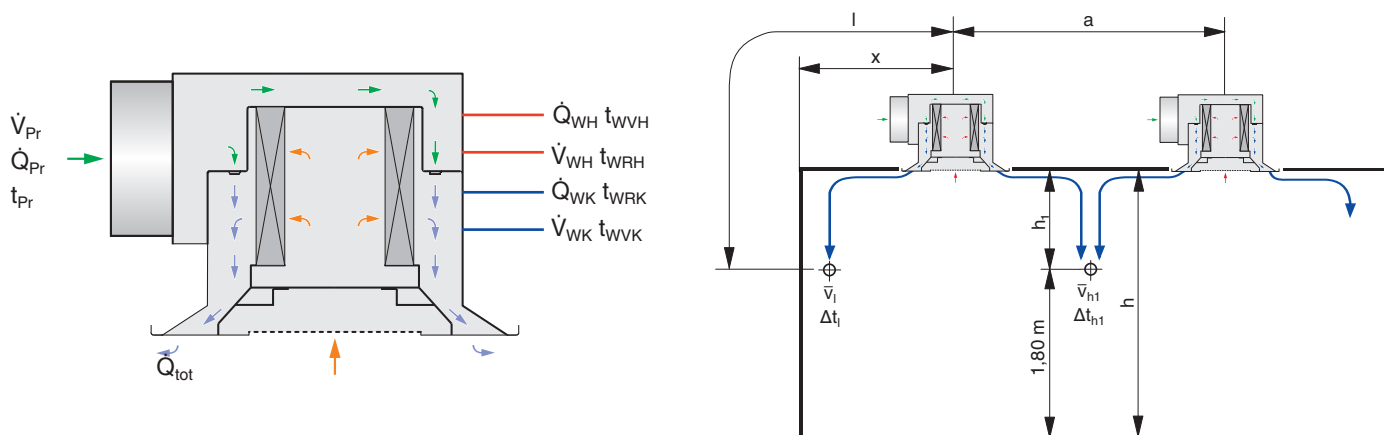 V̇Pr
Q̇Pr
tPr
Q̇WH tWVH
V̇WH tWRH
Q̇WK tWRK
V̇WK tWVK
Q̇tot
l
a
x
h1
h
v̅l
Δtl
v̅h1
Δth1
1,80 m